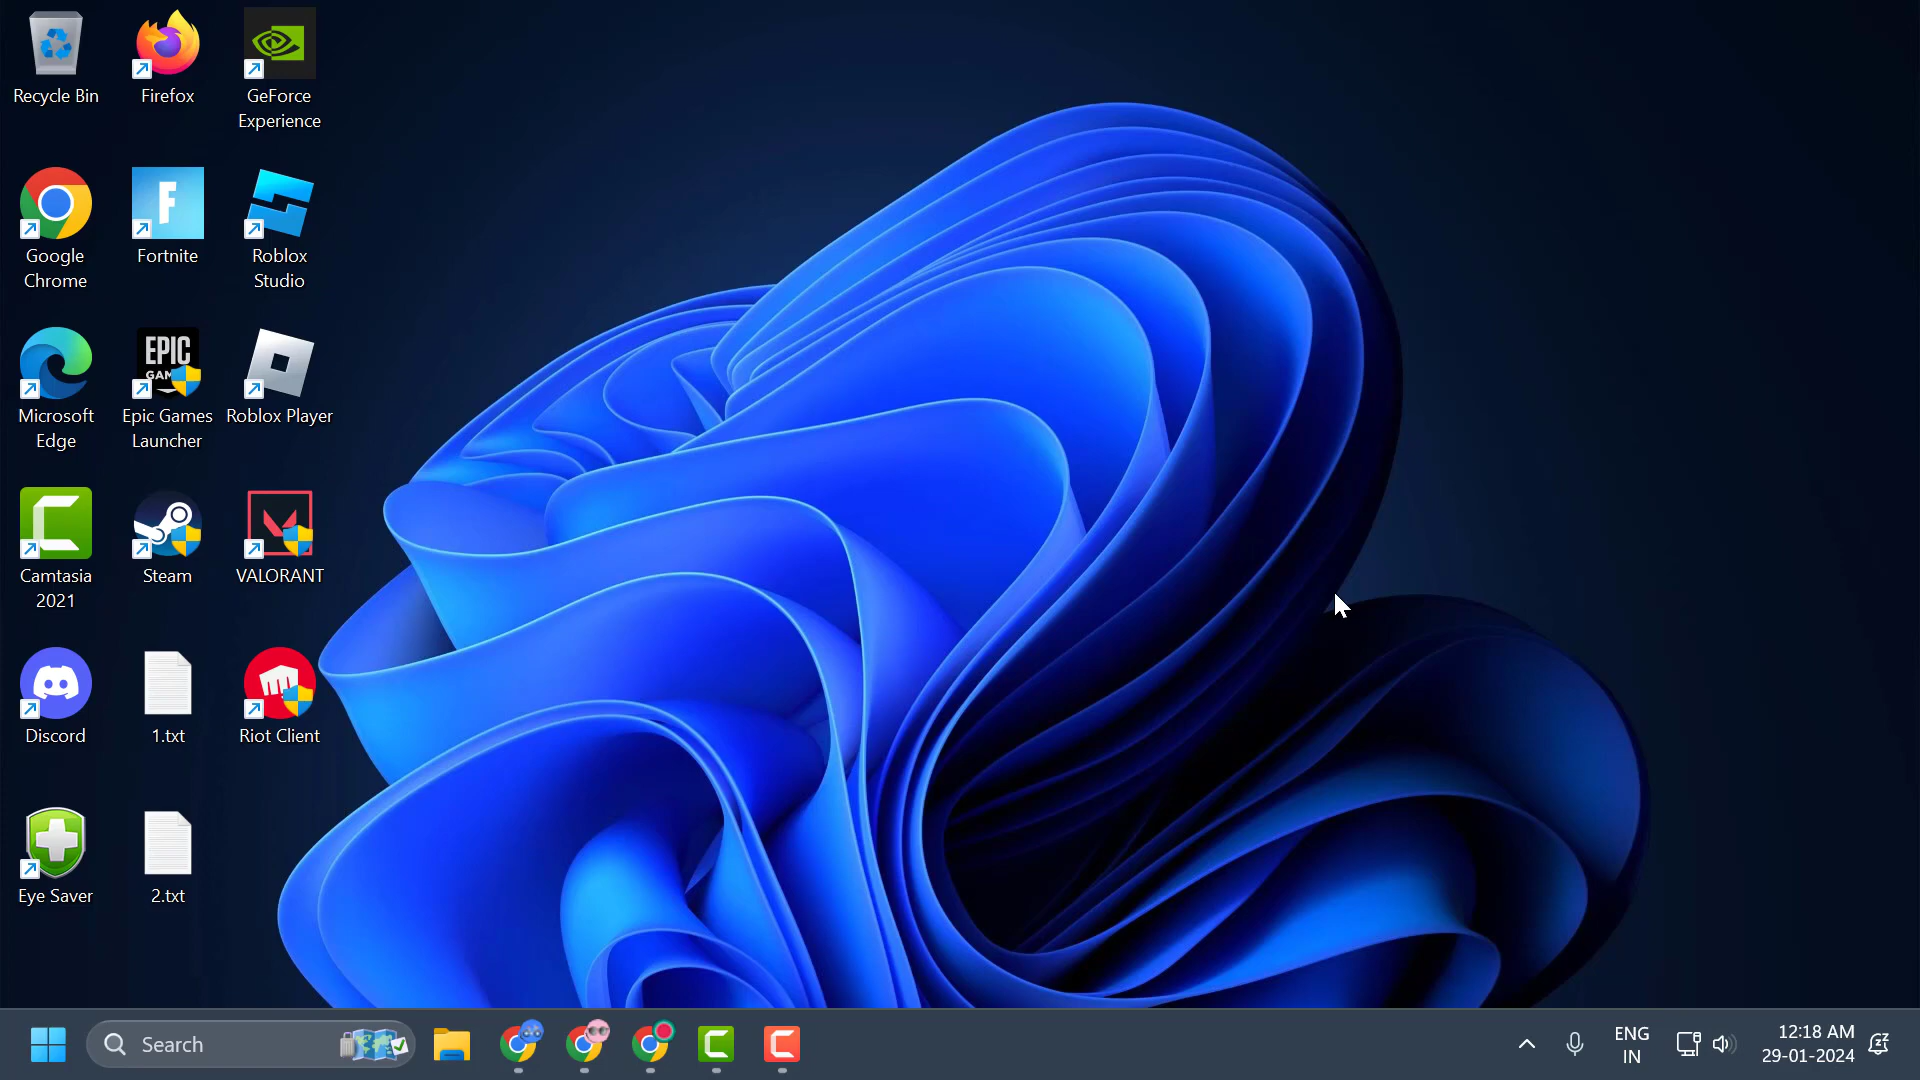 Recycle Bin
Firefox
GeForce
Experience
Google
Chrome
F
Fortnite
Roblox
Studio
Microsoft
Edge
EPIC
GAM
Epic Games
Launcher
Roblox Player
Camtasia
2021
Steam
VALORANT
Discord
1.txt
Riot Client
Eye Saver
2.txt
Search
ENG
IN
12:18 AM
29-01-2024